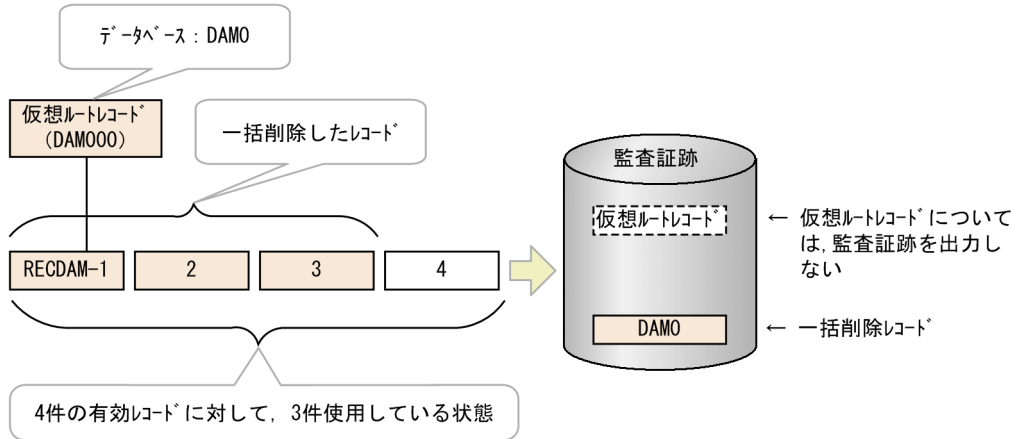 ﾃﾞｰﾀﾍﾞｰｽ：DAM0
仮想ﾙｰﾄﾚｺｰﾄﾞ
（DAM000）
一括削除したﾚｺｰﾄﾞ
RECDAM-1
2
3
4
4件の有効ﾚｺｰﾄﾞに対して，3件使用している状態
監査証跡
仮想ﾙｰﾄﾚｺｰﾄﾞ
← 仮想ﾙｰﾄﾚｺｰﾄﾞについて
は，監査証跡を出力し
ない
DAM0
← 一括削除ﾚｺｰﾄﾞ